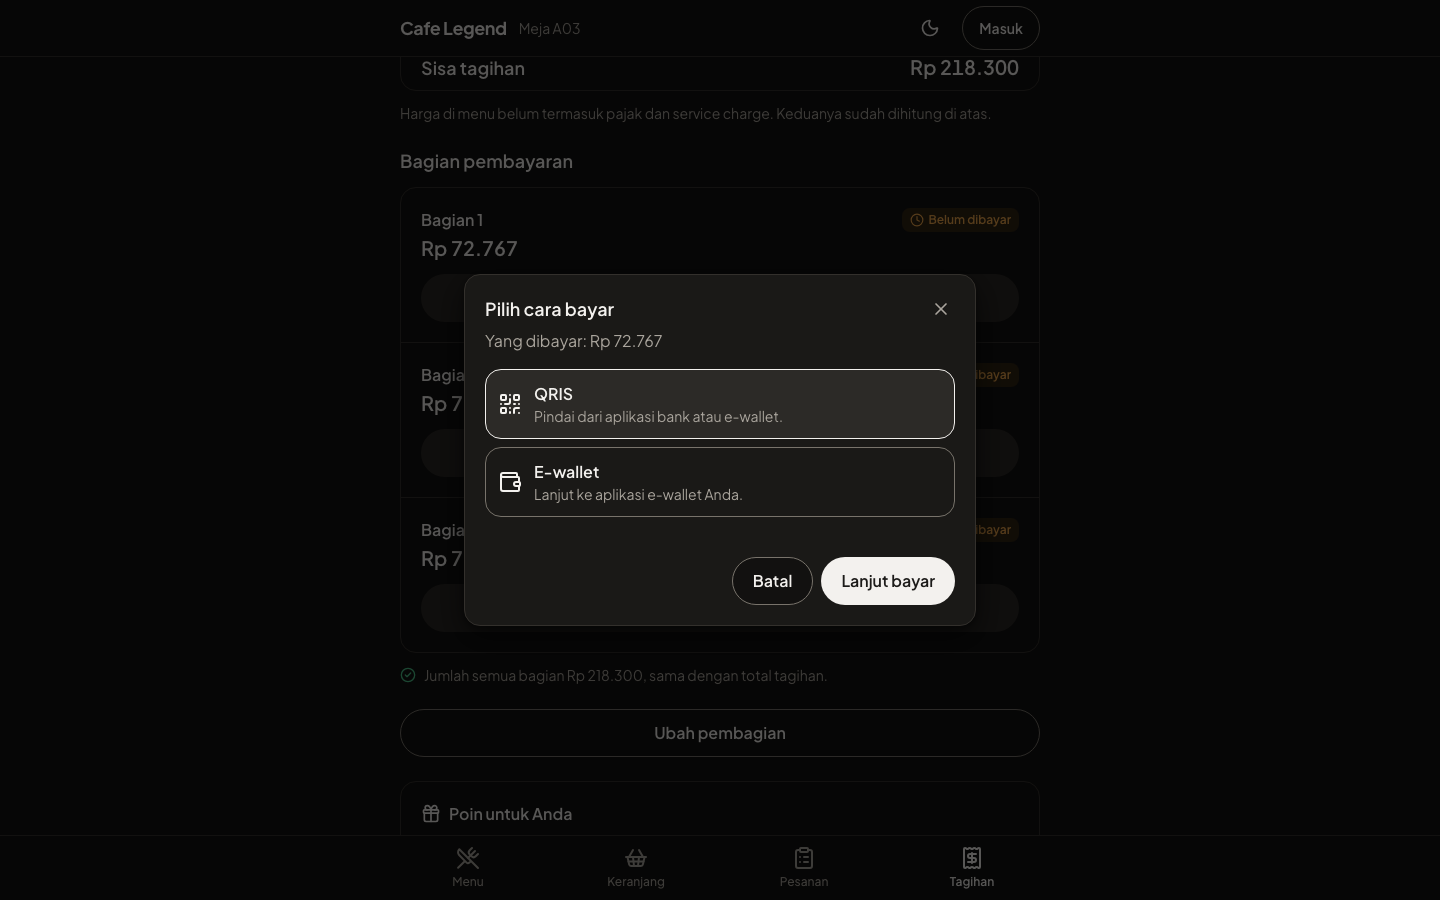 Cafe Legend Meja A03
Masuk
Sisa tagihan Rp 218.300
Harga di menu belum termasuk pajak dan service charge. Keduanya sudah dihitung di atas.
Bagian pembayaran
Bagian 1 Belum dibayar
Rp 72.767
Pilih cara bayar
Yang dibayar: Rp 72.767
QRIS
Pindai dari aplikasi bank atau e-wallet.
E-wallet
Lanjut ke aplikasi e-wallet Anda.
Batal Lanjut bayar
Jumlah semua bagian Rp 218.300, sama dengan total tagihan.
Ubah pembagian
Poin untuk Anda
Menu Keranjang Pesanan Tagihan